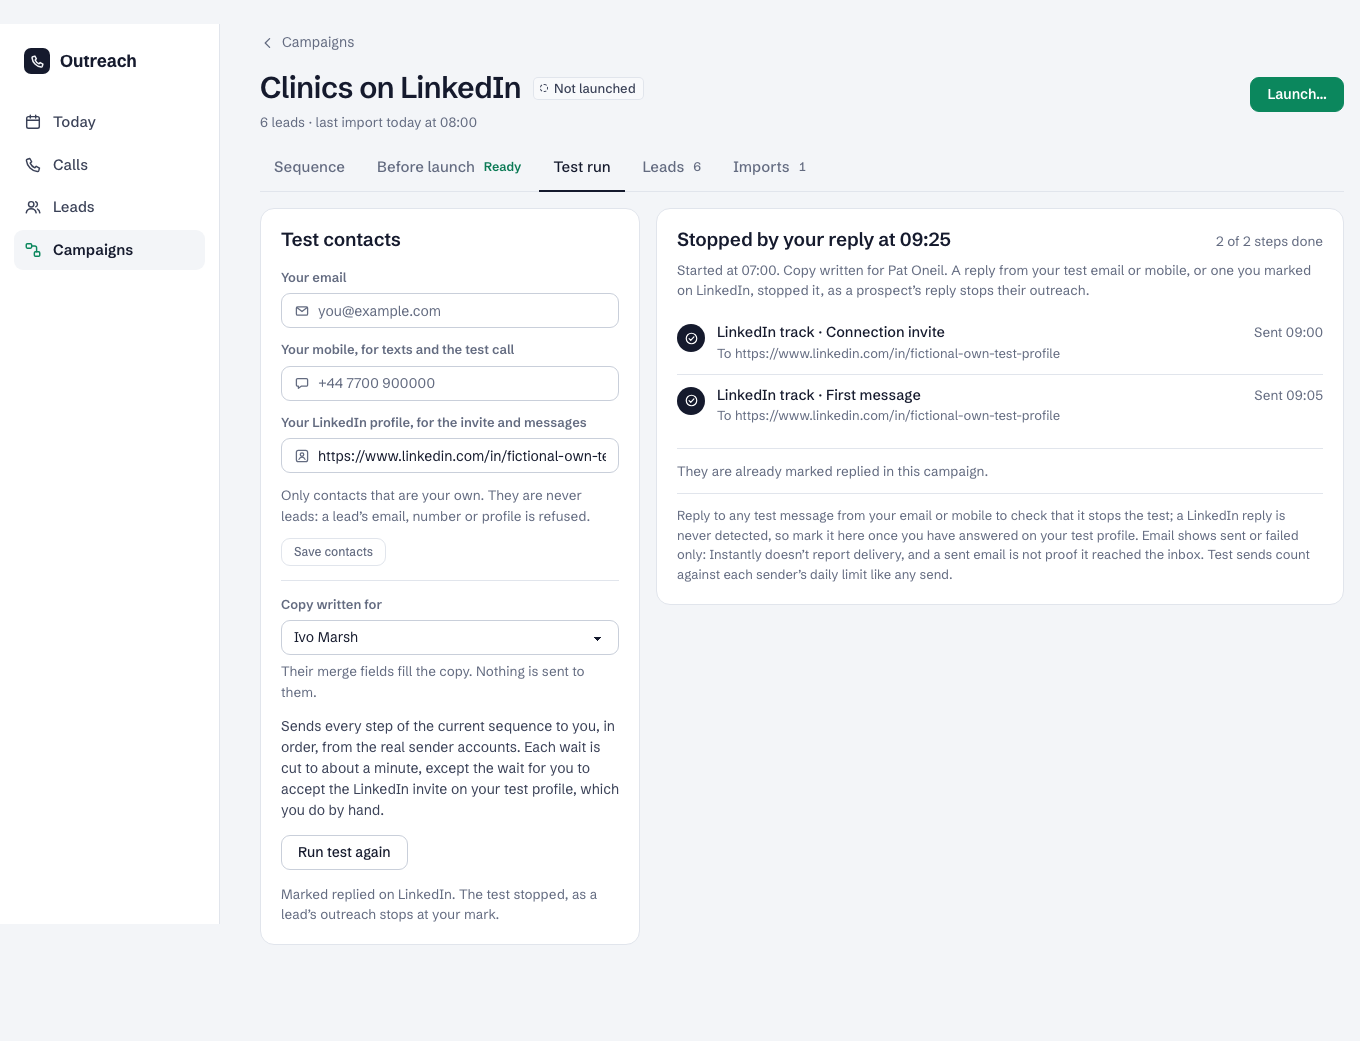 Outreach
Today
Calls
Leads
Campaigns
Campaigns
Clinics on LinkedIn
Not launched
Launch...
6 leads · last import today at 08:00
Sequence
Before launch Ready
Test run
Leads 6
Imports 1
Test contacts
Your email
you@example.com
Your mobile, for texts and the test call
+44 7700 900000
Your LinkedIn profile, for the invite and messages
https://www.linkedin.com/in/fictional-own-te
Only contacts that are your own. They are never
leads: a lead’s email, number or profile is refused.
Save contacts
Copy written for
Ivo Marsh
Their merge fields fill the copy. Nothing is sent to
them.
Sends every step of the current sequence to you, in
order, from the real sender accounts. Each wait is
cut to about a minute, except the wait for you to
accept the LinkedIn invite on your test profile, which
you do by hand.
Run test again
Marked replied on LinkedIn. The test stopped, as a
lead’s outreach stops at your mark.
Stopped by your reply at 09:25
2 of 2 steps done
Started at 07:00. Copy written for Pat Oneil. A reply from your test email or mobile, or one you marked
on LinkedIn, stopped it, as a prospect’s reply stops their outreach.
LinkedIn track · Connection invite
Sent 09:00
To https://www.linkedin.com/in/fictional-own-test-profile
LinkedIn track · First message
Sent 09:05
To https://www.linkedin.com/in/fictional-own-test-profile
They are already marked replied in this campaign.
Reply to any test message from your email or mobile to check that it stops the test; a LinkedIn reply is
never detected, so mark it here once you have answered on your test profile. Email shows sent or failed
only: Instantly doesn’t report delivery, and a sent email is not proof it reached the inbox. Test sends count
against each sender’s daily limit like any send.